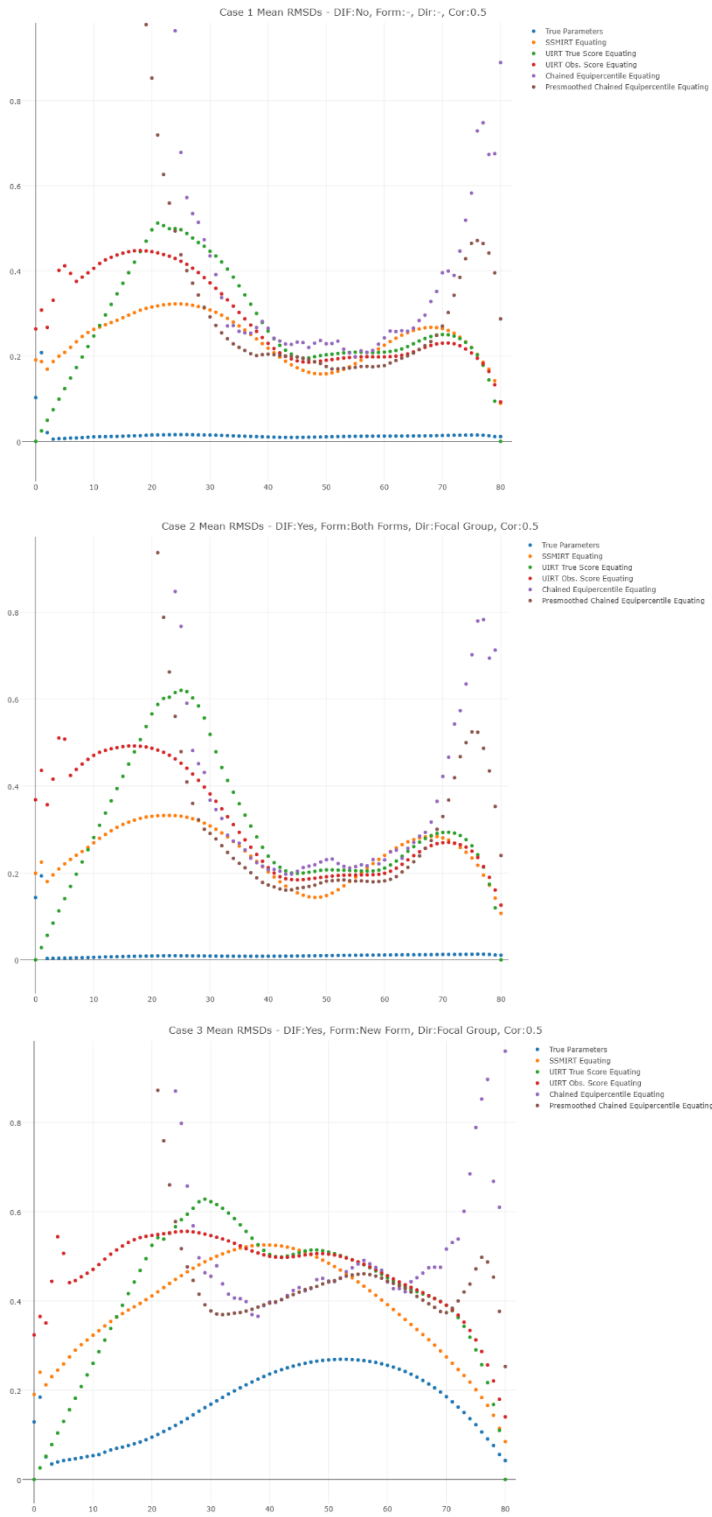 Case 1 Mean RMSDs - DIF:No, Form:-, Dir:-, Cor:0.5
True Parameters
SSMIRT Equating
UIRT True Score Equating
UIRT Obs. Score Equating
Chained Equipercentile Equating
Presmoothed Chained Equipercentile Equating
0.8
0.6
0.4
0.2
0
0 10 20 30 40 50 60 70 80
Case 2 Mean RMSDs - DIF:Yes, Form:Both Forms, Dir:Focal Group, Cor:0.5
True Parameters
SSMIRT Equating
UIRT True Score Equating
UIRT Obs. Score Equating
Chained Equipercentile Equating
Presmoothed Chained Equipercentile Equating
0.8
0.6
0.4
0.2
0
0 10 20 30 40 50 60 70 80
Case 3 Mean RMSDs - DIF:Yes, Form:New Form, Dir:Focal Group, Cor:0.5
True Parameters
SSMIRT Equating
UIRT True Score Equating
UIRT Obs. Score Equating
Chained Equipercentile Equating
Presmoothed Chained Equipercentile Equating
0.8
0.6
0.4
0.2
0
0 10 20 30 40 50 60 70 80